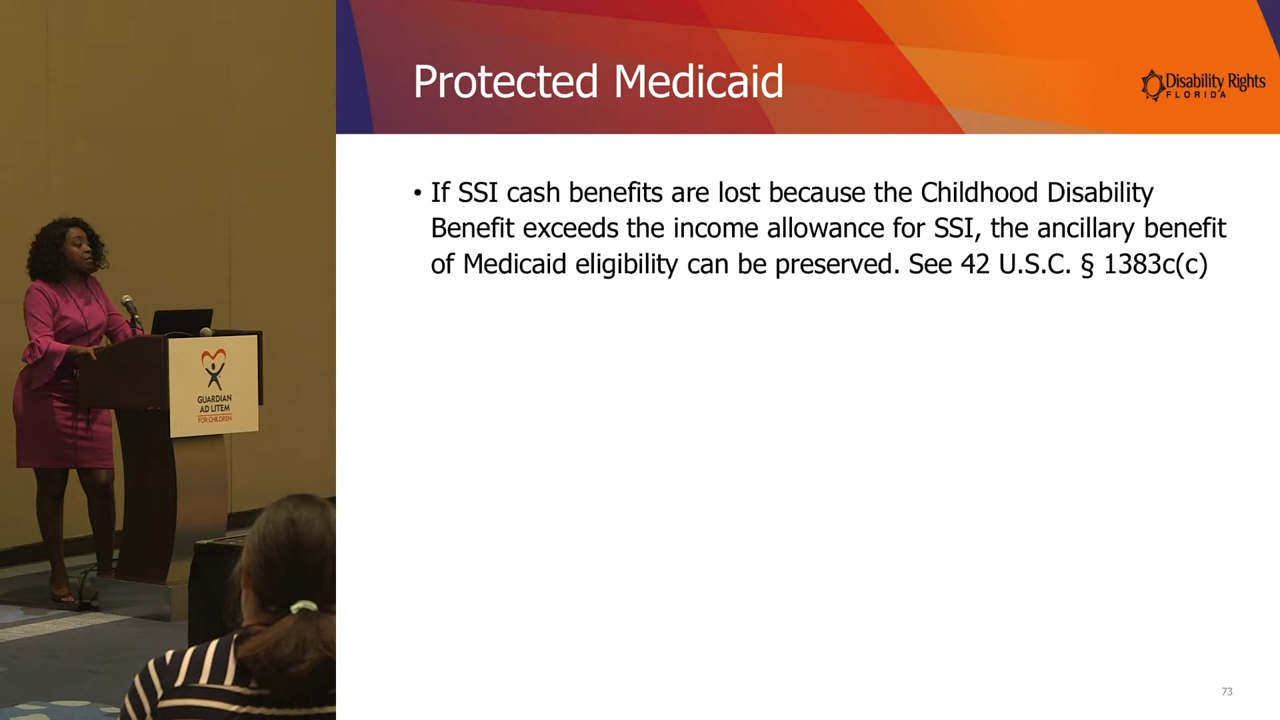 Protected Medicaid
Disability Rights
FLORIDA
• If SSI cash benefits are lost because the Childhood Disability
Benefit exceeds the income allowance for SSI, the ancillary benefit
of Medicaid eligibility can be preserved. See 42 U.S.C. § 1383c(c)
GUARDIAN
AD LITEM
FOR CHILDREN
73